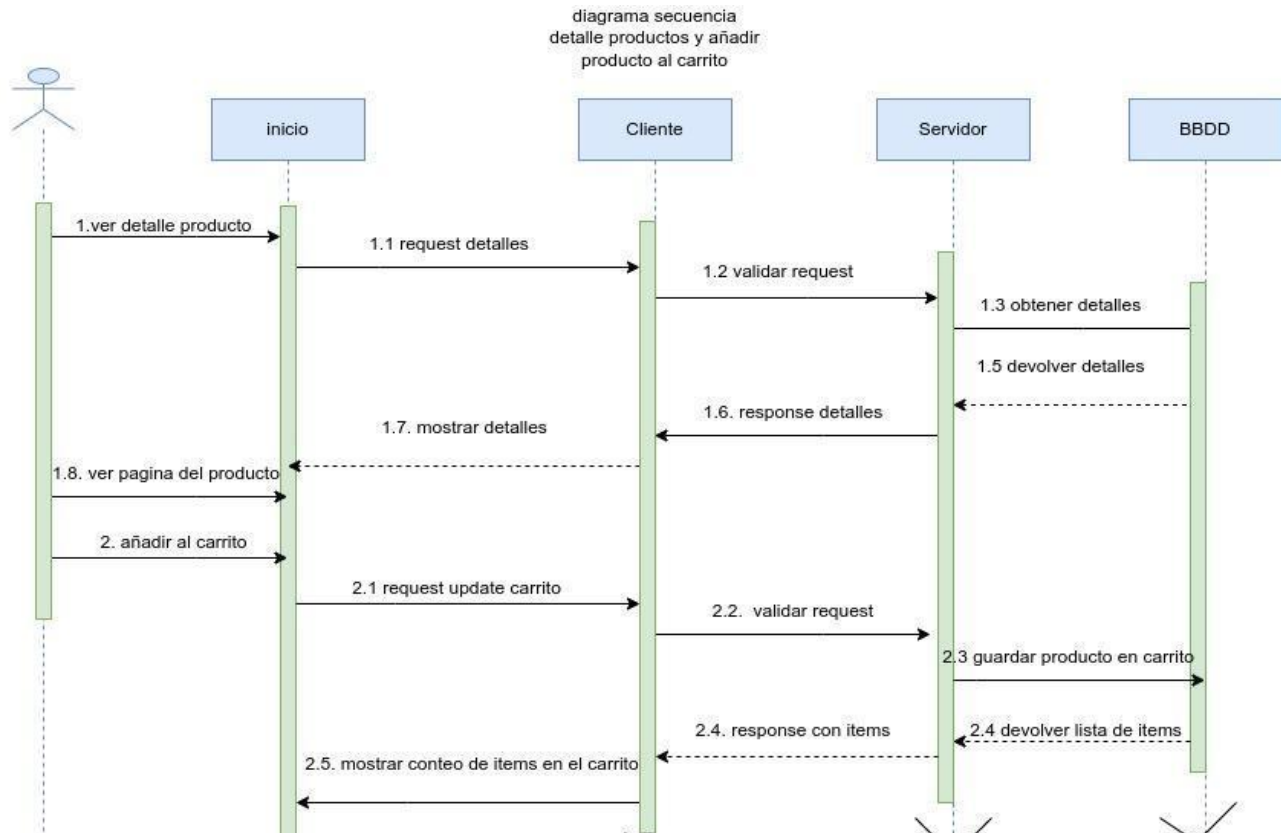 diagrama secuencia
detalle productos y añadir
producto al carrito
inicio
Cliente
Servidor
BBDD
1.ver detalle producto
1.1 request detalles
1.2 validar request
1.3 obtener detalles
1.5 devolver detalles
1.6. response detalles
1.7. mostrar detalles
1.8. ver pagina del producto
2. añadir al carrito
2.1 request update carrito
2.2. validar request
2.3 guardar producto en carrito
2.4 devolver lista de items
2.4. response con items
2.5. mostrar conteo de items en el carrito